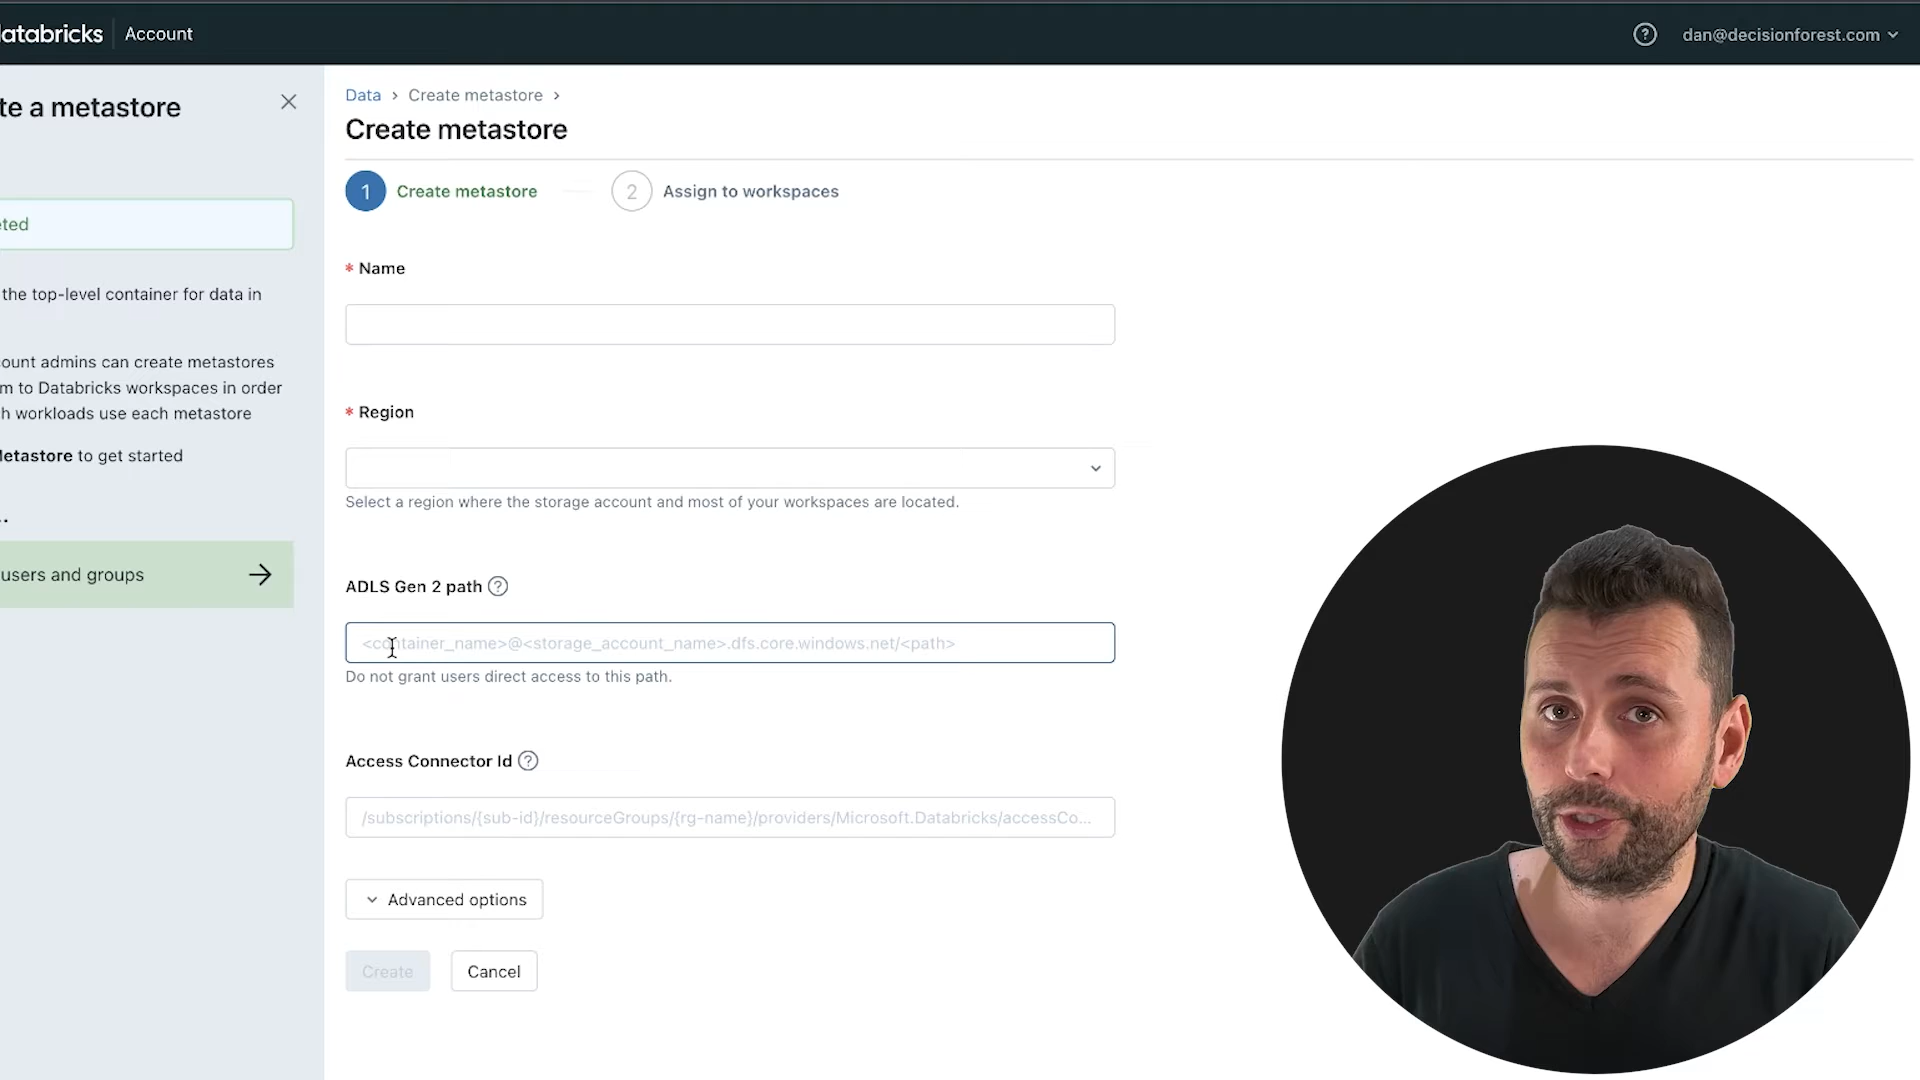 databricks Account
dan@decisionforest.com
te a metastore
eted
the top-level container for data in
count admins can create metastores
m to Databricks workspaces in order
h workloads use each metastore
Metastore to get started
..
users and groups
Data > Create metastore >
Create metastore
1 Create metastore
2 Assign to workspaces
* Name
* Region
Select a region where the storage account and most of your workspaces are located.
ADLS Gen 2 path ?
<container_name>@<storage_account_name>.dfs.core.windows.net/<path>
Do not grant users direct access to this path.
Access Connector Id ?
/subscriptions/{sub-id}/resourceGroups/{rg-name}/providers/Microsoft.Databricks/accessCo...
Advanced options
Create
Cancel